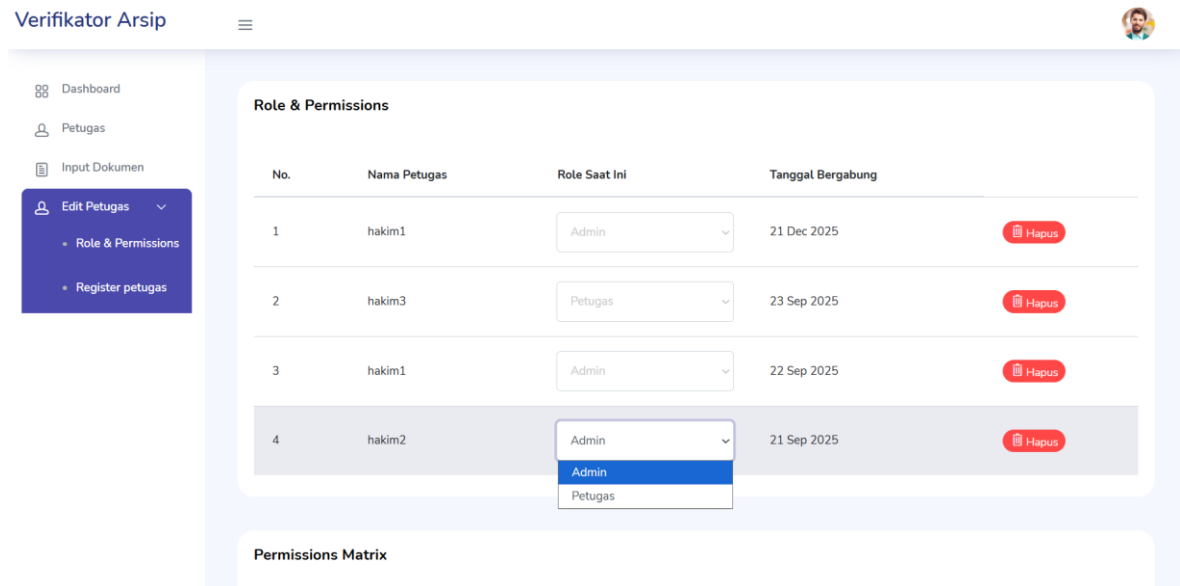 Verifikator Arsip
Dashboard
Petugas
Input Dokumen
Edit Petugas
Role & Permissions
Register petugas
Role & Permissions
No. Nama Petugas Role Saat Ini Tanggal Bergabung
1 hakim1 Admin 21 Dec 2025 Hapus
2 hakim3 Petugas 23 Sep 2025 Hapus
3 hakim1 Admin 22 Sep 2025 Hapus
4 hakim2 Admin 21 Sep 2025 Hapus
Admin
Petugas
Permissions Matrix